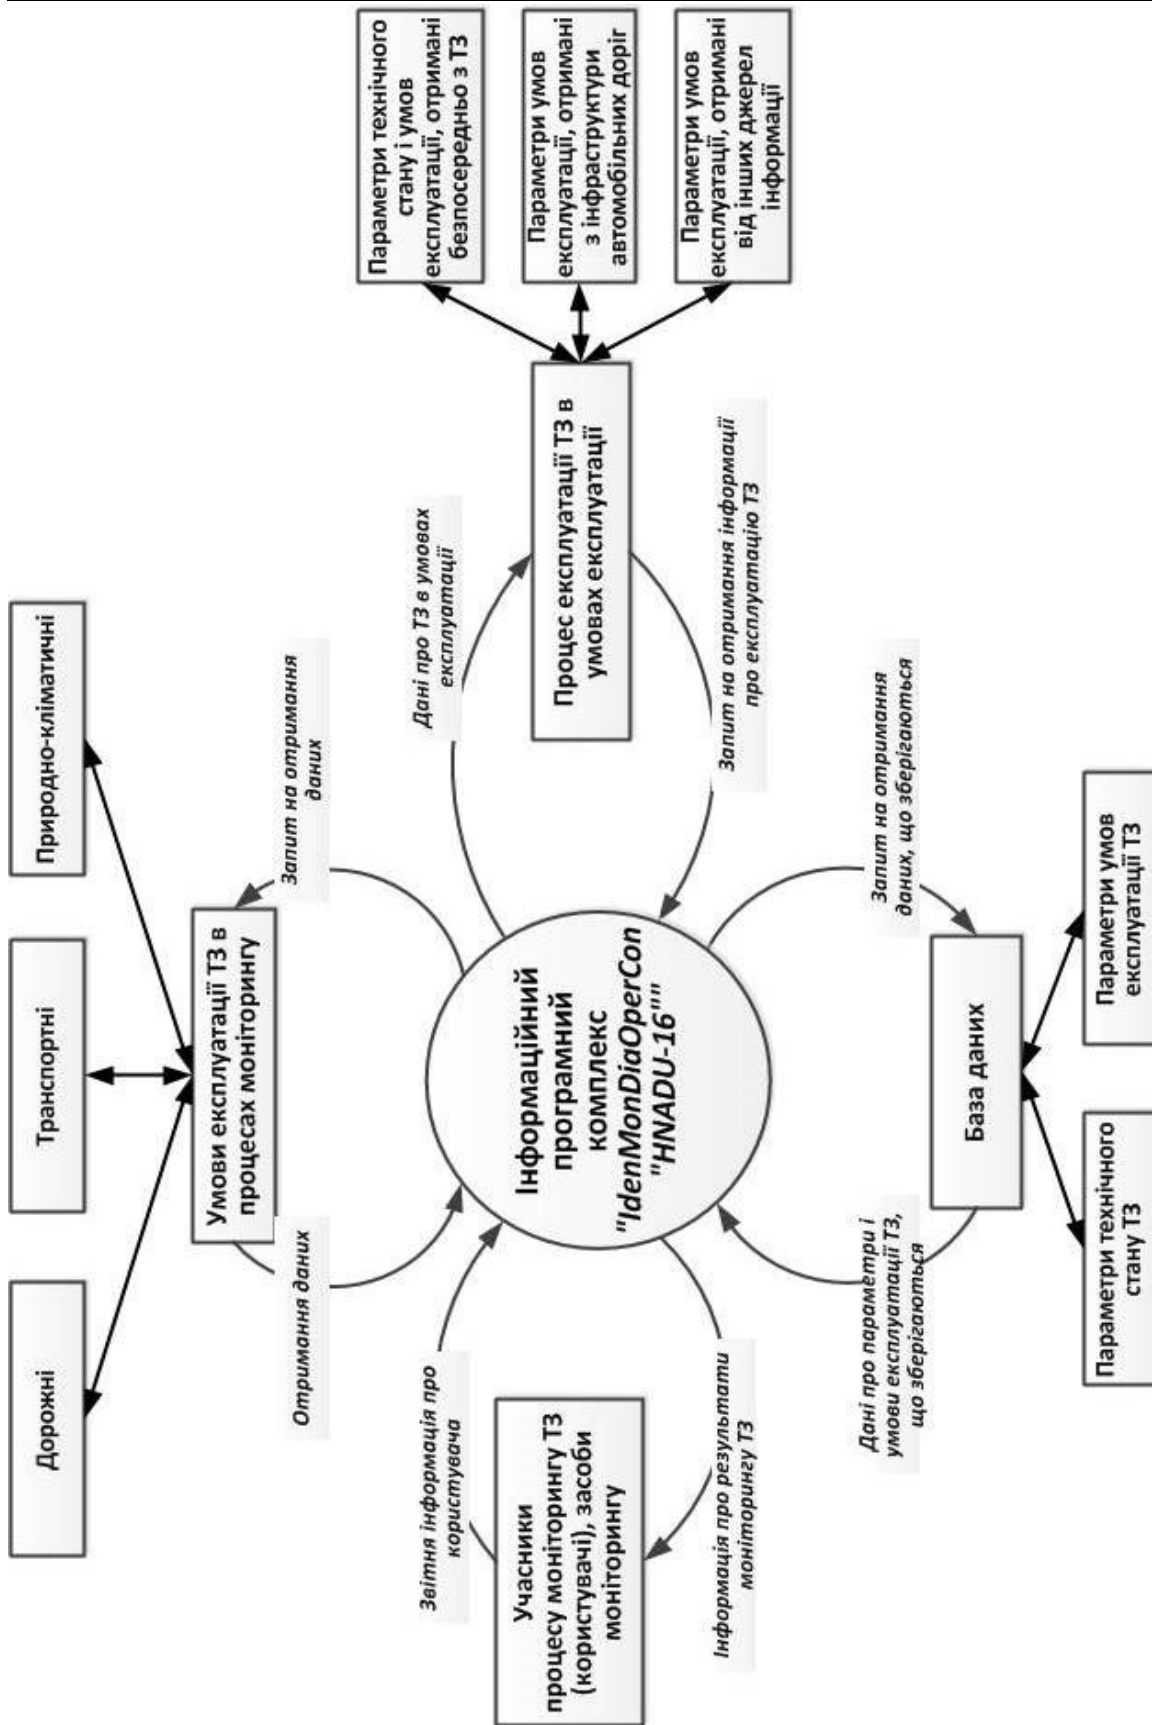 Дорожні
Транспортні
Природно-кліматичні
Умови експлуатації ТЗ в
процесах моніторингу
Отримання даних
Запит на отримання
даних
Звітня інформація про
користувача
Дані про ТЗ в умовах
експлуатації
Учасники
процесу моніторингу ТЗ
(користувачі), засоби
моніторингу
Інформаційний
програмний
комплекс
"IdenMonDiaOperCon
"HNADU-16""
Процес експлуатації ТЗ в
умовах експлуатації
Параметри технічного
стану і умов
експлуатації, отримані
безпосередньо з ТЗ
Параметри умов
експлуатації, отримані
з інфраструктури
автомобільних доріг
Параметри умов
експлуатації, отримані
від інших джерел
інформації
Інформація про результати
моніторингу ТЗ
Запит на отримання інформації
про експлуатацію ТЗ
Дані про параметри і
умови експлуатації ТЗ,
що зберігаються
Запит на отримання
даних, що зберігаються
База даних
Параметри технічного
стану ТЗ
Параметри умов
експлуатації ТЗ